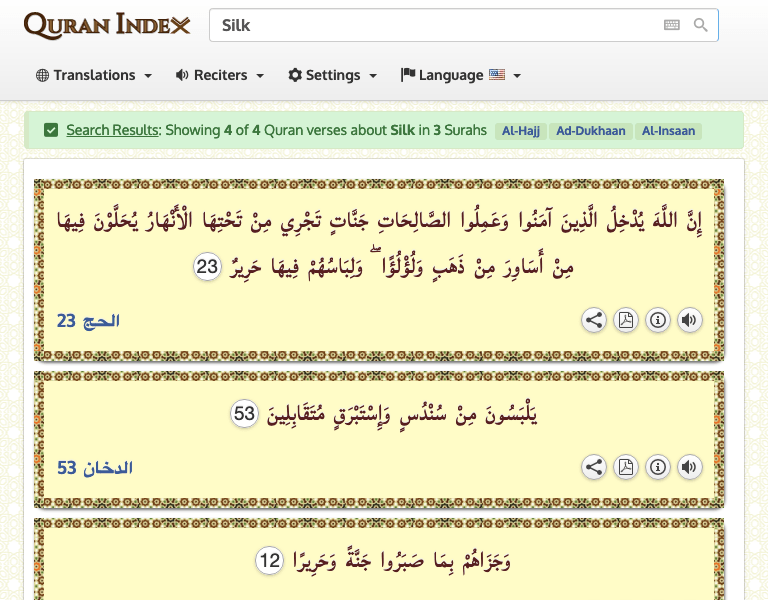 QURAN INDEX
Silk
Translations
Reciters
Settings
Language
Search Results: Showing 4 of 4 Quran verses about Silk in 3 Surahs Al-Hajj Ad-Dukhaan Al-Insaan
إِنَّ اللَّهَ يُدْخِلُ الَّذِينَ آمَنُوا وَعَمِلُوا الصَّالِحَاتِ جَنَّاتٍ تَجْرِي مِنْ تَحْتِهَا الْأَنْهَارُ يُحَلَّوْنَ فِيهَا
مِنْ أَسَاوِرَ مِنْ ذَهَبٍ وَلُؤْلُؤًا ۖ وَلِبَاسُهُمْ فِيهَا حَرِيرٌ 23
الحج 23
يَلْبَسُونَ مِنْ سُنْدُسٍ وَإِسْتَبْرَقٍ مُتَقَابِلِينَ 53
الدخان 53
وَجَزَاهُمْ بِمَا صَبَرُوا جَنَّةً وَحَرِيرًا 12